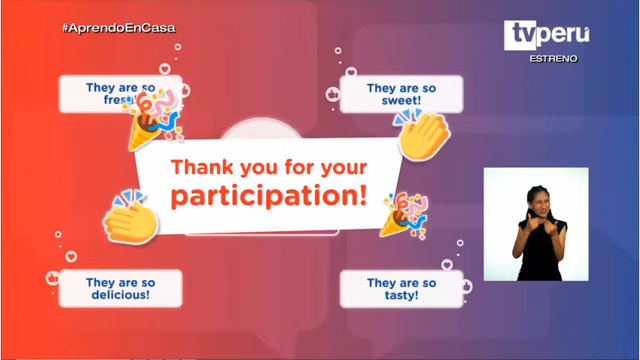 #AprendoEnCasa
tvperú
ESTRENO
They are so
They are so
sweet!
Thank you for your
participation!
They are so
delicious!
They are so
tasty!